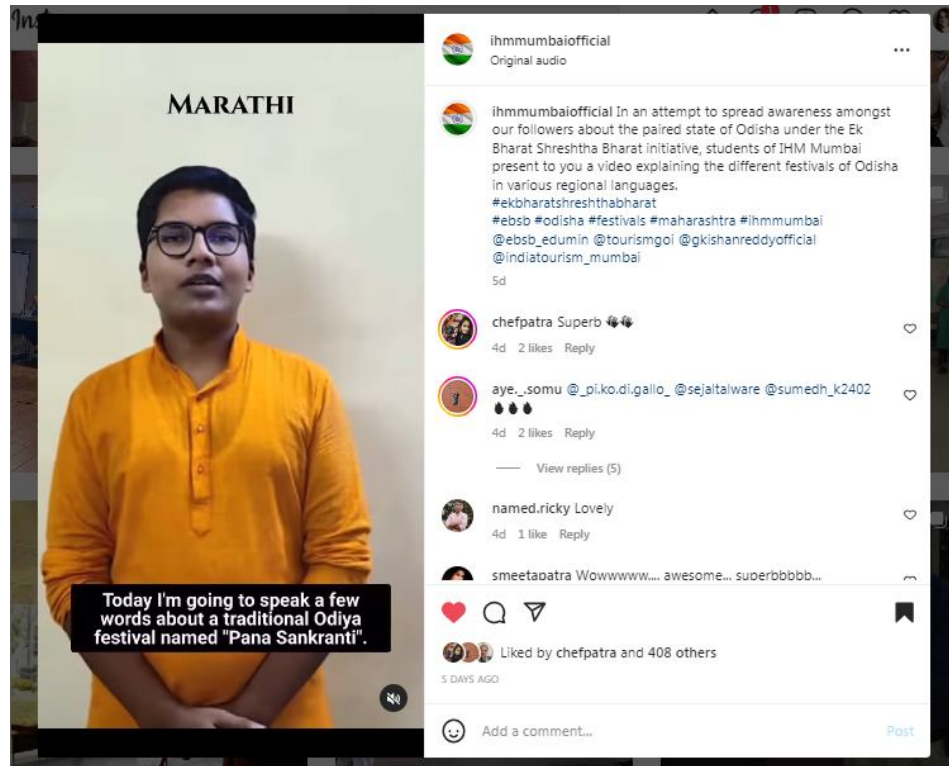 Ins
MARATHI
Today I'm going to speak a few
words about a traditional Odiya
festival named "Pana Sankranti".
ihmmumbaiofficial
Original audio
ihmmumbaiofficial In an attempt to spread awareness amongst
our followers about the paired state of Odisha under the Ek
Bharat Shreshtha Bharat initiative, students of IHM Mumbai
present to you a video explaining the different festivals of Odisha
in various regional languages.
#ekbharatshreshthabharat
#ebsb #odisha #festivals #maharashtra #ihmmumbai
@ebsb_edumin @tourismgoi @gkishanreddyofficial
@indiatourism_mumbai
5d
chefpatra Superb 👏👏
4d 2 likes Reply
aye._.somu @_pi.ko.di.gallo_ @sejaltalware @sumedh_k2402
🔥🔥🔥
4d 2 likes Reply
View replies (5)
named.ricky Lovely
4d 1 like Reply
smeetapatra Wowwwww.... awesome... superbbbbb...
Liked by chefpatra and 408 others
5 DAYS AGO
Add a comment...
Post